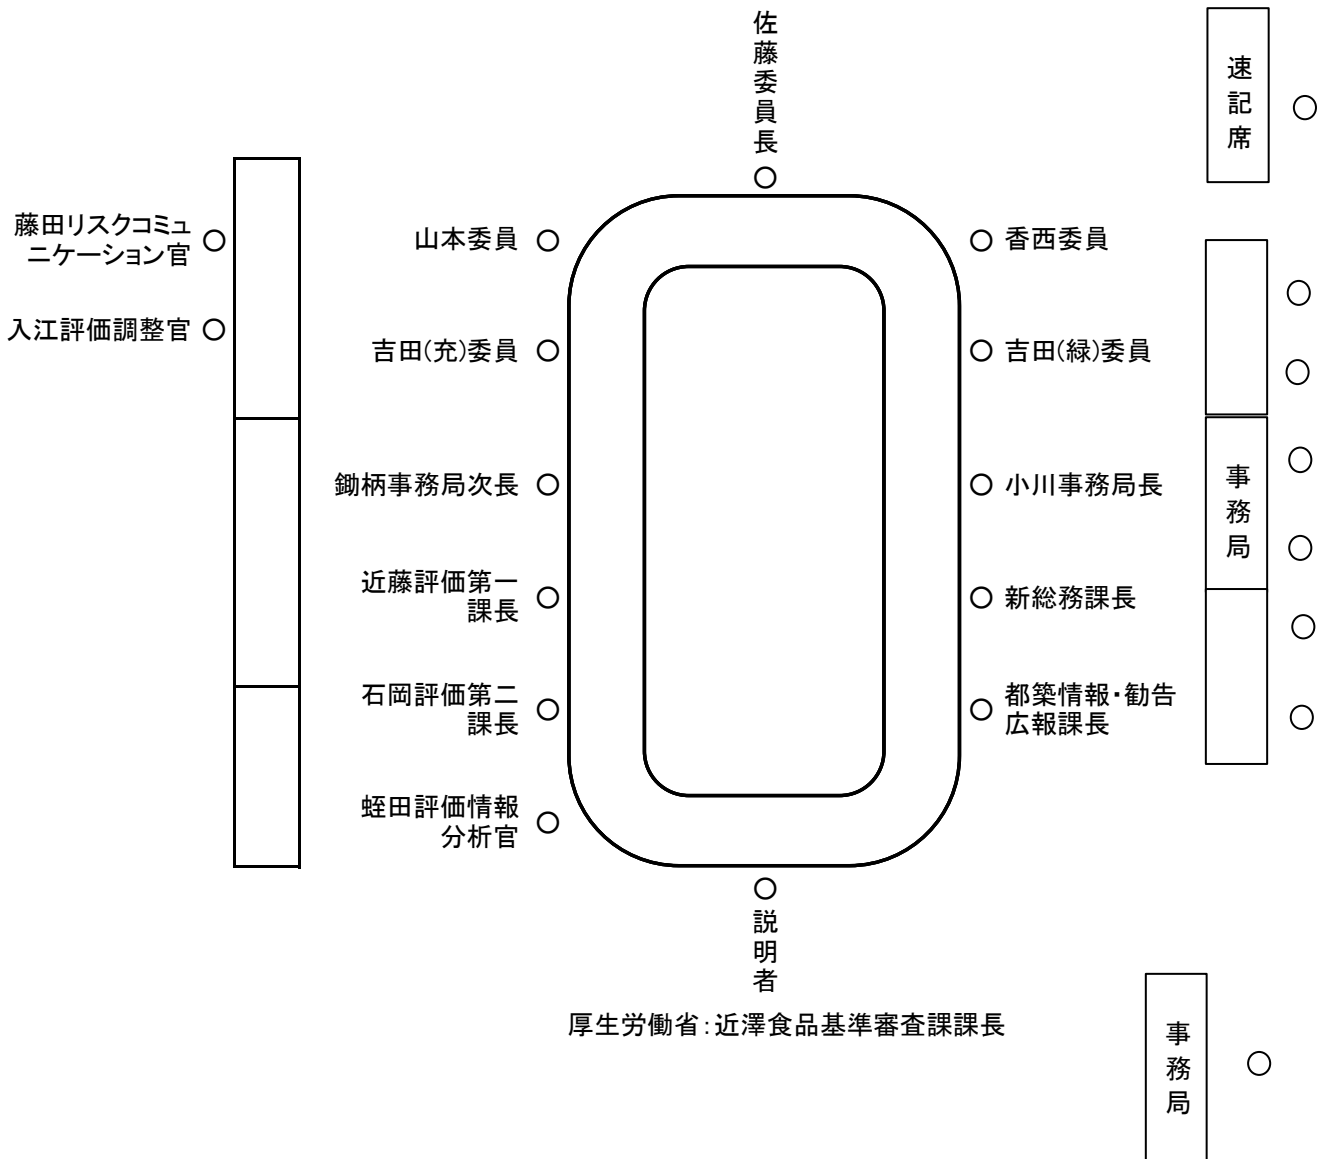 佐藤委員長
速記席
藤田リスクコミュ
ニケーション官
山本委員
香西委員
入江評価調整官
吉田(充)委員
吉田(緑)委員
鋤柄事務局次長
小川事務局長
事務局
近藤評価第一
課長
新総務課長
石岡評価第二
課長
都築情報・勧告
広報課長
蛭田評価情報
分析官
説明者
厚生労働省:近澤食品基準審査課課長
事務局